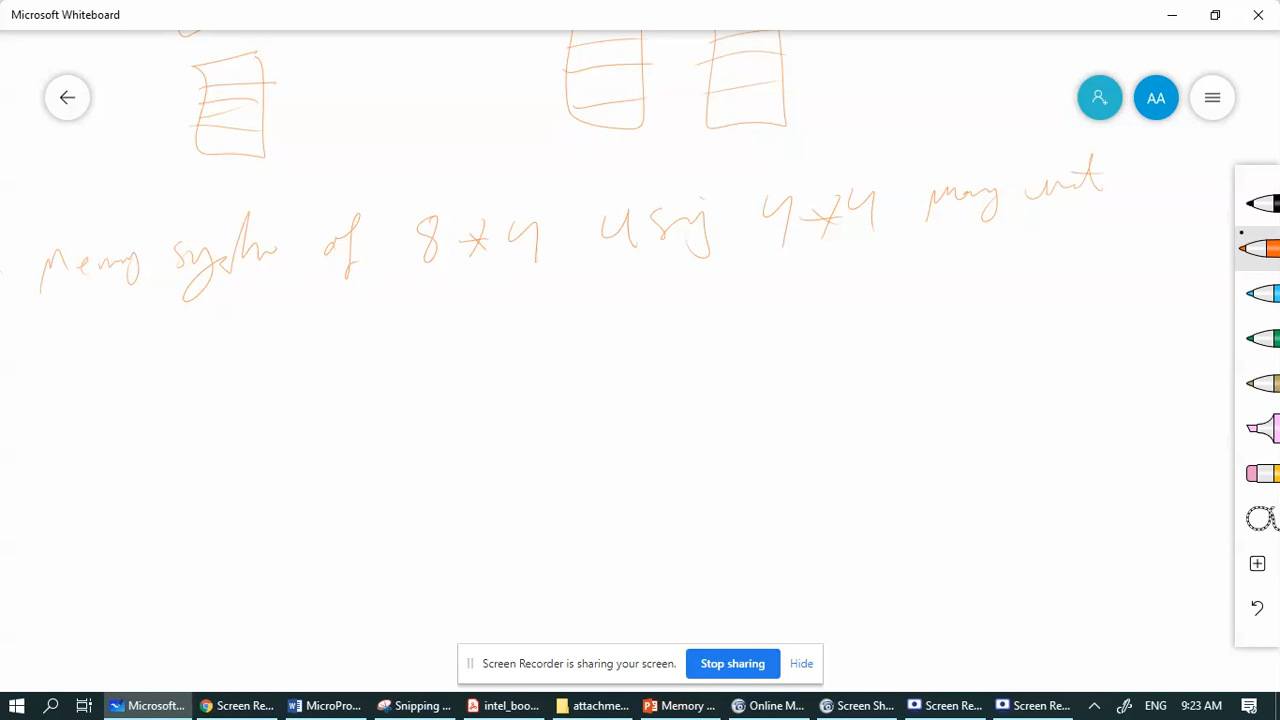 Microsoft Whiteboard
AA
Memory system of 8*4 using 4*4 memory unit
Screen Recorder is sharing your screen. Stop sharing Hide
Microsoft... Screen Re... MicroPro... Snipping ... intel_boo... attachme... Memory ... Online M... Screen Sh... Screen Re... Screen Re... ENG 9:23 AM